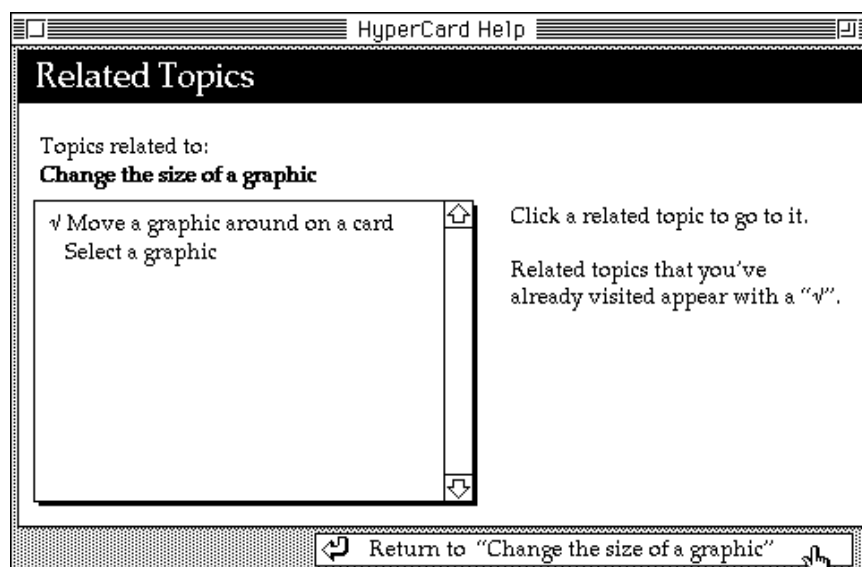 HyperCard Help
Related Topics
Topics related to:
Change the size of a graphic
√ Move a graphic around on a card
Select a graphic
Click a related topic to go to it.
Related topics that you’ve
already visited appear with a “√”.
Return to “Change the size of a graphic”